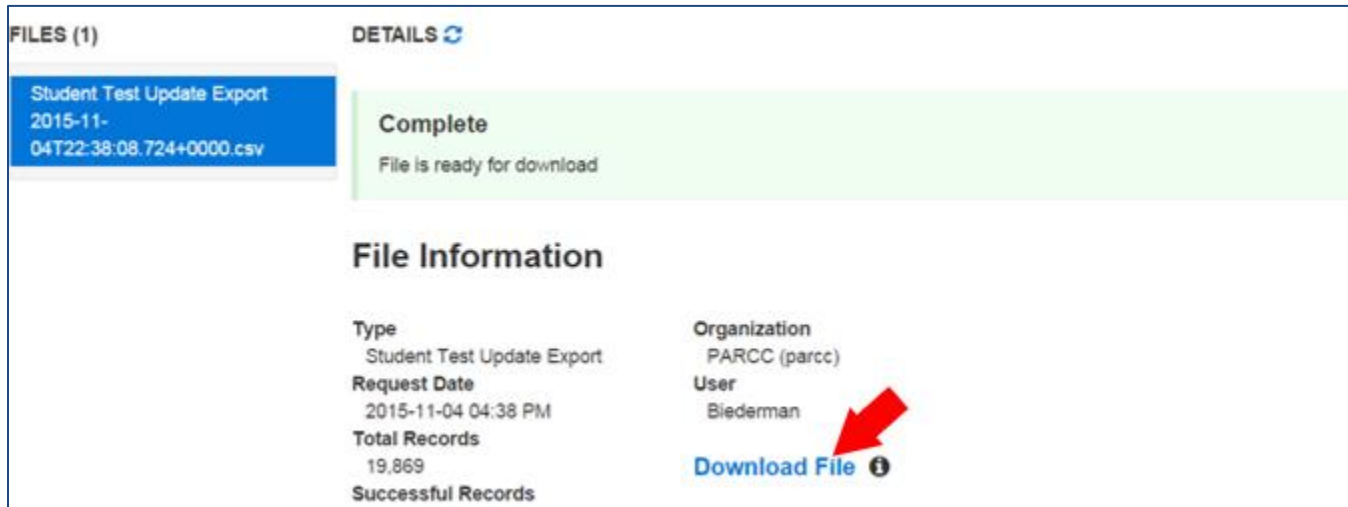 FILES (1)
Student Test Update Export
2015-11-
04T22:38:08.724+0000.csv
DETAILS
Complete
File is ready for download
File Information
Type
Student Test Update Export
Request Date
2015-11-04 04:38 PM
Total Records
19,869
Successful Records
Organization
PARCC (parcc)
User
Biederman
Download File